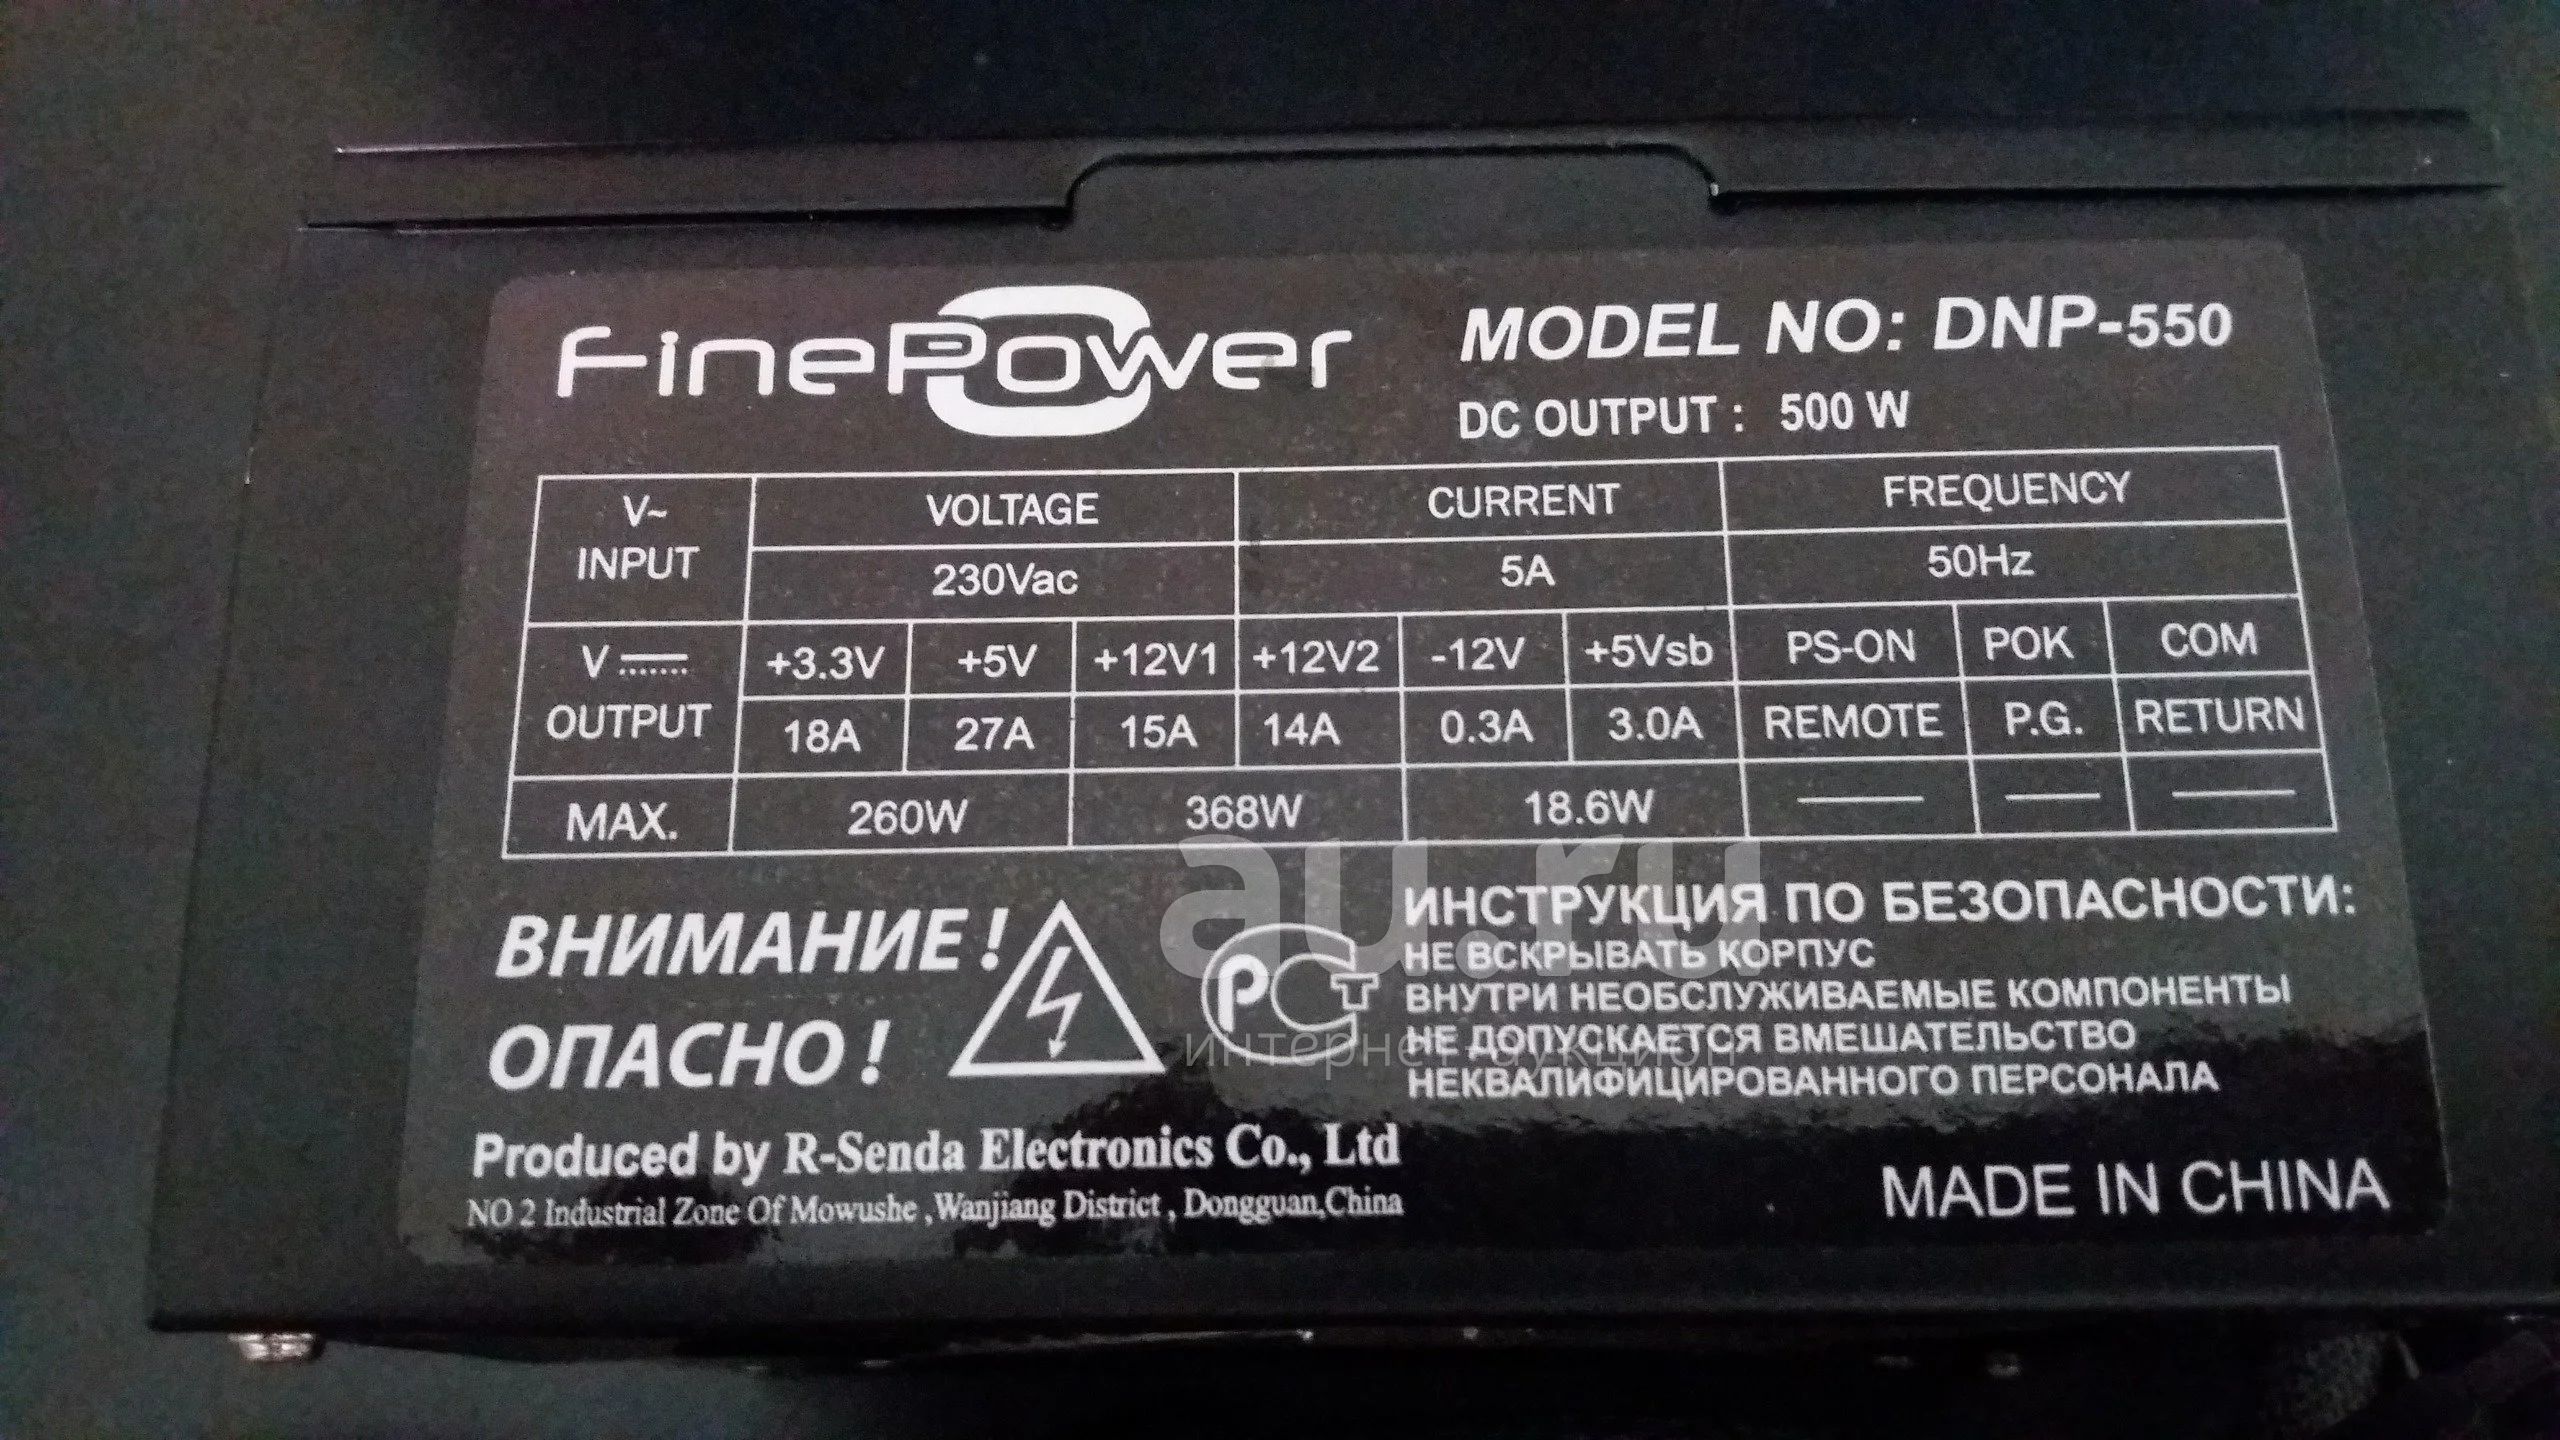 FinePower
MODEL NO: DNP-550
DC OUTPUT : 500 W
V~ INPUT VOLTAGE CURRENT FREQUENCY
230Vac 5A 50Hz
V OUTPUT +3.3V +5V +12V1 +12V2 -12V +5Vsb PS-ON POK COM
18A 27A 15A 14A 0.3A 3.0A REMOTE P.G. RETURN
MAX. 260W 368W 18.6W
ВНИМАНИЕ!
ОПАСНО!
РСТ
ИНСТРУКЦИЯ ПО БЕЗОПАСНОСТИ:
НЕ ВСКРЫВАТЬ КОРПУС
ВНУТРИ НЕОБСЛУЖИВАЕМЫЕ КОМПОНЕНТЫ
НЕ ДОПУСКАЕТСЯ ВМЕШАТЕЛЬСТВО
НЕКВАЛИФИЦИРОВАННОГО ПЕРСОНАЛА
au.ru
интернет-аукцион
Produced by R-Senda Electronics Co., Ltd
NO 2 Industrial Zone Of Mowushe ,Wanjiang District , Dongguan,China
MADE IN CHINA